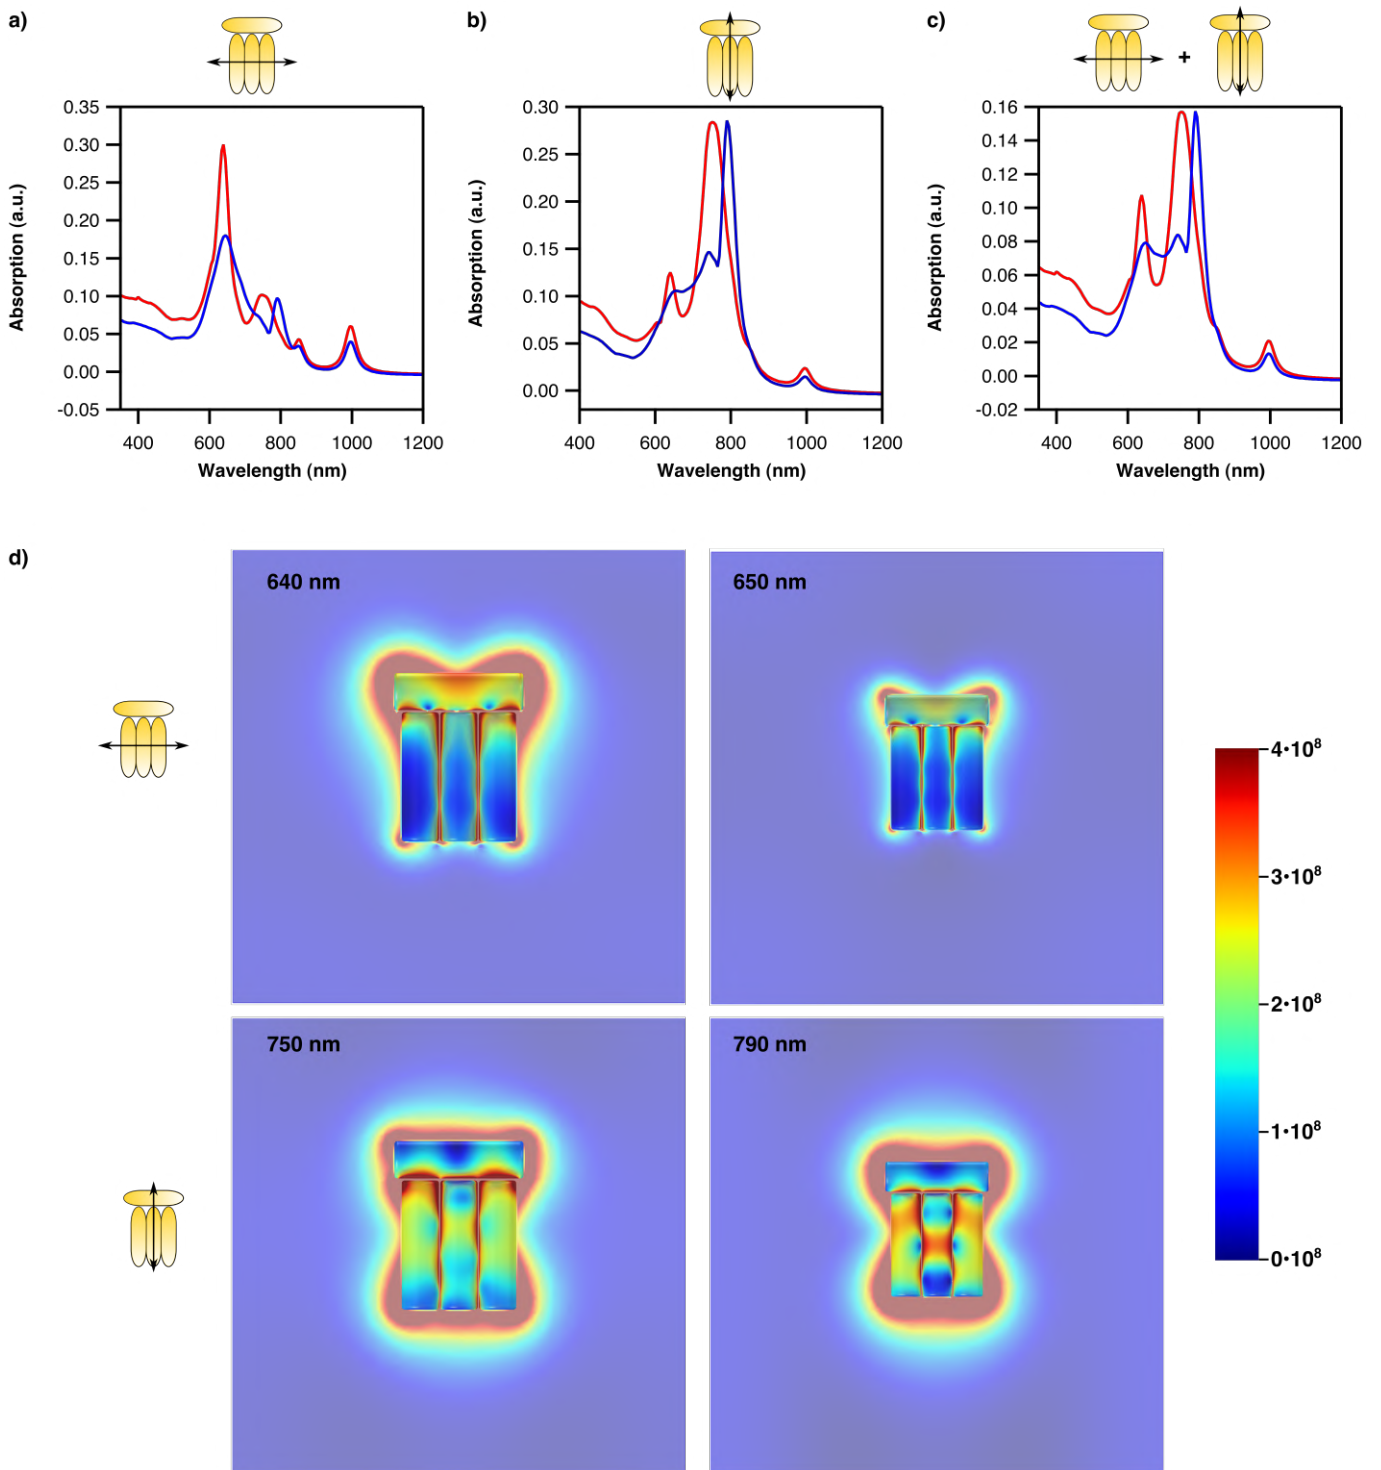 a)
b)
c)
+
0.35
0.30
0.25
0.20
0.15
0.10
0.05
0.00
-0.05
Absorption (a.u.)
400 600 800 1000 1200
Wavelength (nm)
0.30
0.25
0.20
0.15
0.10
0.05
0.00
Absorption (a.u.)
400 600 800 1000 1200
Wavelength (nm)
0.16
0.14
0.12
0.10
0.08
0.06
0.04
0.02
0.00
-0.02
Absorption (a.u.)
400 600 800 1000 1200
Wavelength (nm)
d)
640 nm
650 nm
750 nm
790 nm
4•10⁸
3•10⁸
2•10⁸
1•10⁸
0•10⁸